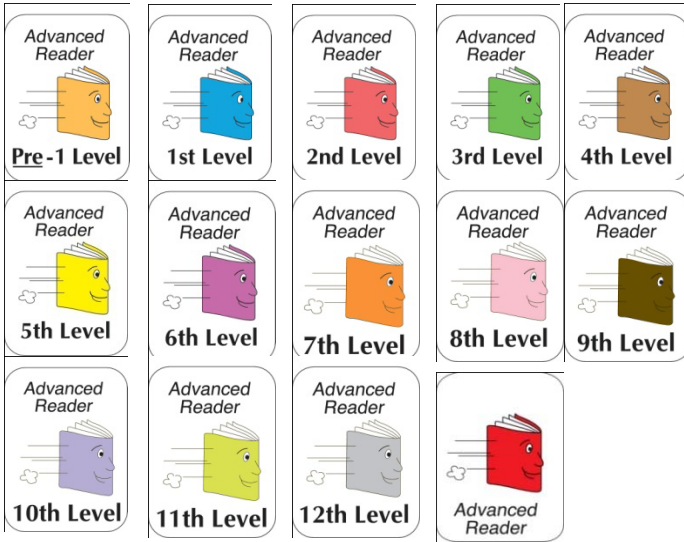 Advanced
Reader
Pre-1 Level
Advanced
Reader
1st Level
Advanced
Reader
2nd Level
Advanced
Reader
3rd Level
Advanced
Reader
4th Level
Advanced
Reader
5th Level
Advanced
Reader
6th Level
Advanced
Reader
7th Level
Advanced
Reader
8th Level
Advanced
Reader
9th Level
Advanced
Reader
10th Level
Advanced
Reader
11th Level
Advanced
Reader
12th Level
Advanced
Reader